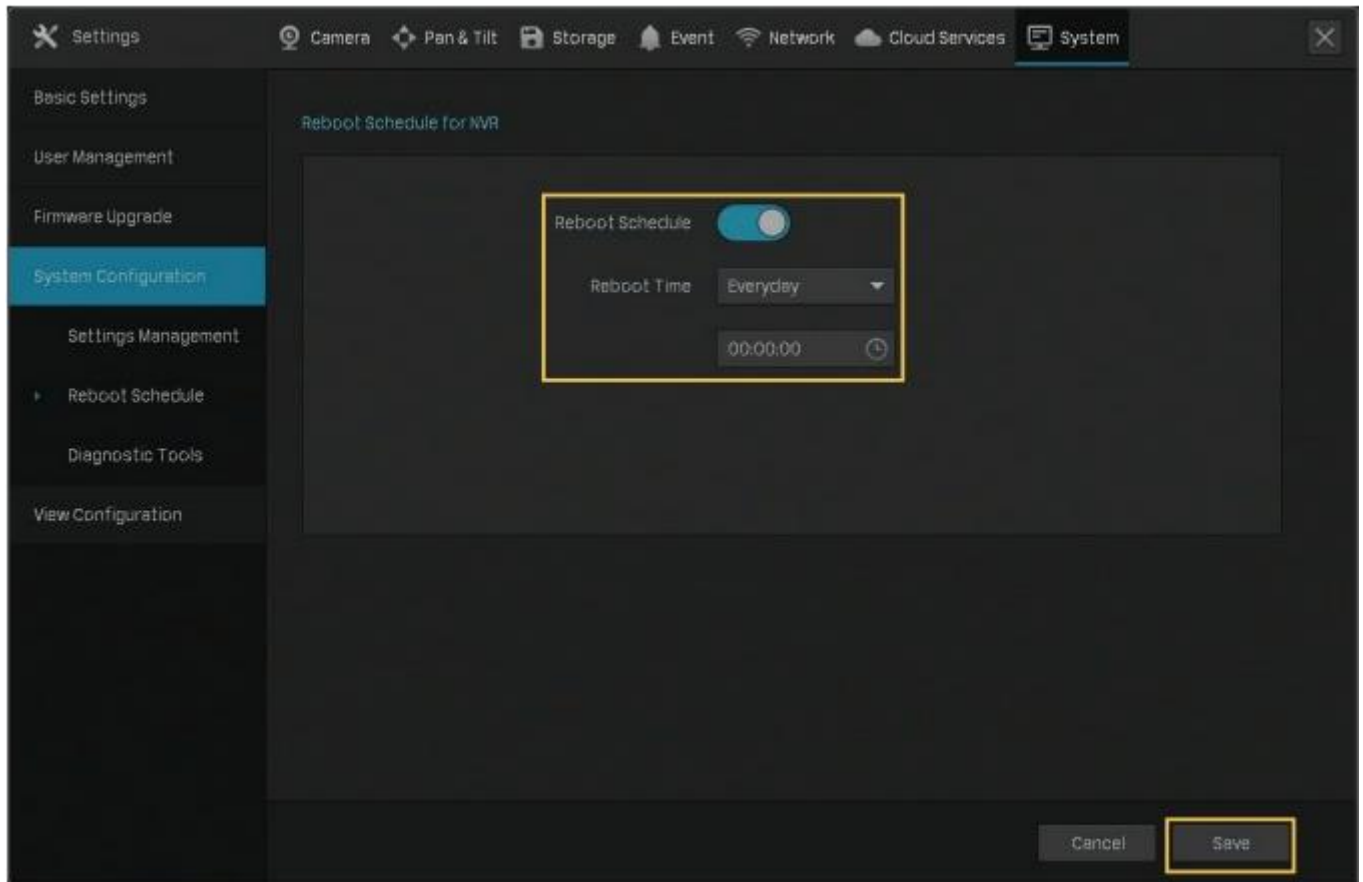 Settings
Camera Pan & Tilt Storage Event Network Cloud Services System
Basic Settings
User Management
Firmware Upgrade
System Configuration
Settings Management
Reboot Schedule
Diagnostic Tools
View Configuration
Reboot Schedule for NVR
Reboot Schedule
Reboot Time Everyday
00:00:00
Cancel Save